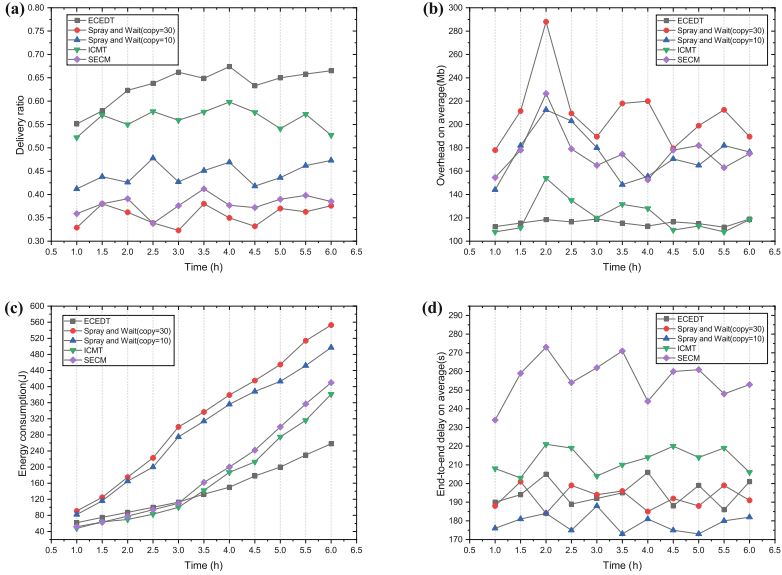 (a)
0.80
0.75
0.70
0.65
0.60
0.55
0.50
0.45
0.40
0.35
0.30
Delivery ratio
ECEDT
Spray and Wait(copy=30)
Spray and Wait(copy=10)
ICMT
SECM
0.5 1.0 1.5 2.0 2.5 3.0 3.5 4.0 4.5 5.0 5.5 6.0 6.5
Time (h)
(b)
300
280
260
240
220
200
180
160
140
120
100
Overhead on average(Mb)
ECEDT
Spray and Wait(copy=30)
Spray and Wait(copy=10)
ICMT
SECM
0.5 1.0 1.5 2.0 2.5 3.0 3.5 4.0 4.5 5.0 5.5 6.0 6.5
Time (h)
(c)
600
560
520
480
440
400
360
320
280
240
200
160
120
80
40
Energy consumption(J)
ECEDT
Spray and Wait(copy=30)
Spray and Wait(copy=10)
ICMT
SECM
0.5 1.0 1.5 2.0 2.5 3.0 3.5 4.0 4.5 5.0 5.5 6.0 6.5
Time (h)
(d)
290
280
270
260
250
240
230
220
210
200
190
180
170
End-to-end delay on average(s)
ECEDT
Spray and Wait(copy=30)
Spray and Wait(copy=10)
ICMT
SECM
0.5 1.0 1.5 2.0 2.5 3.0 3.5 4.0 4.5 5.0 5.5 6.0 6.5
Time (h)